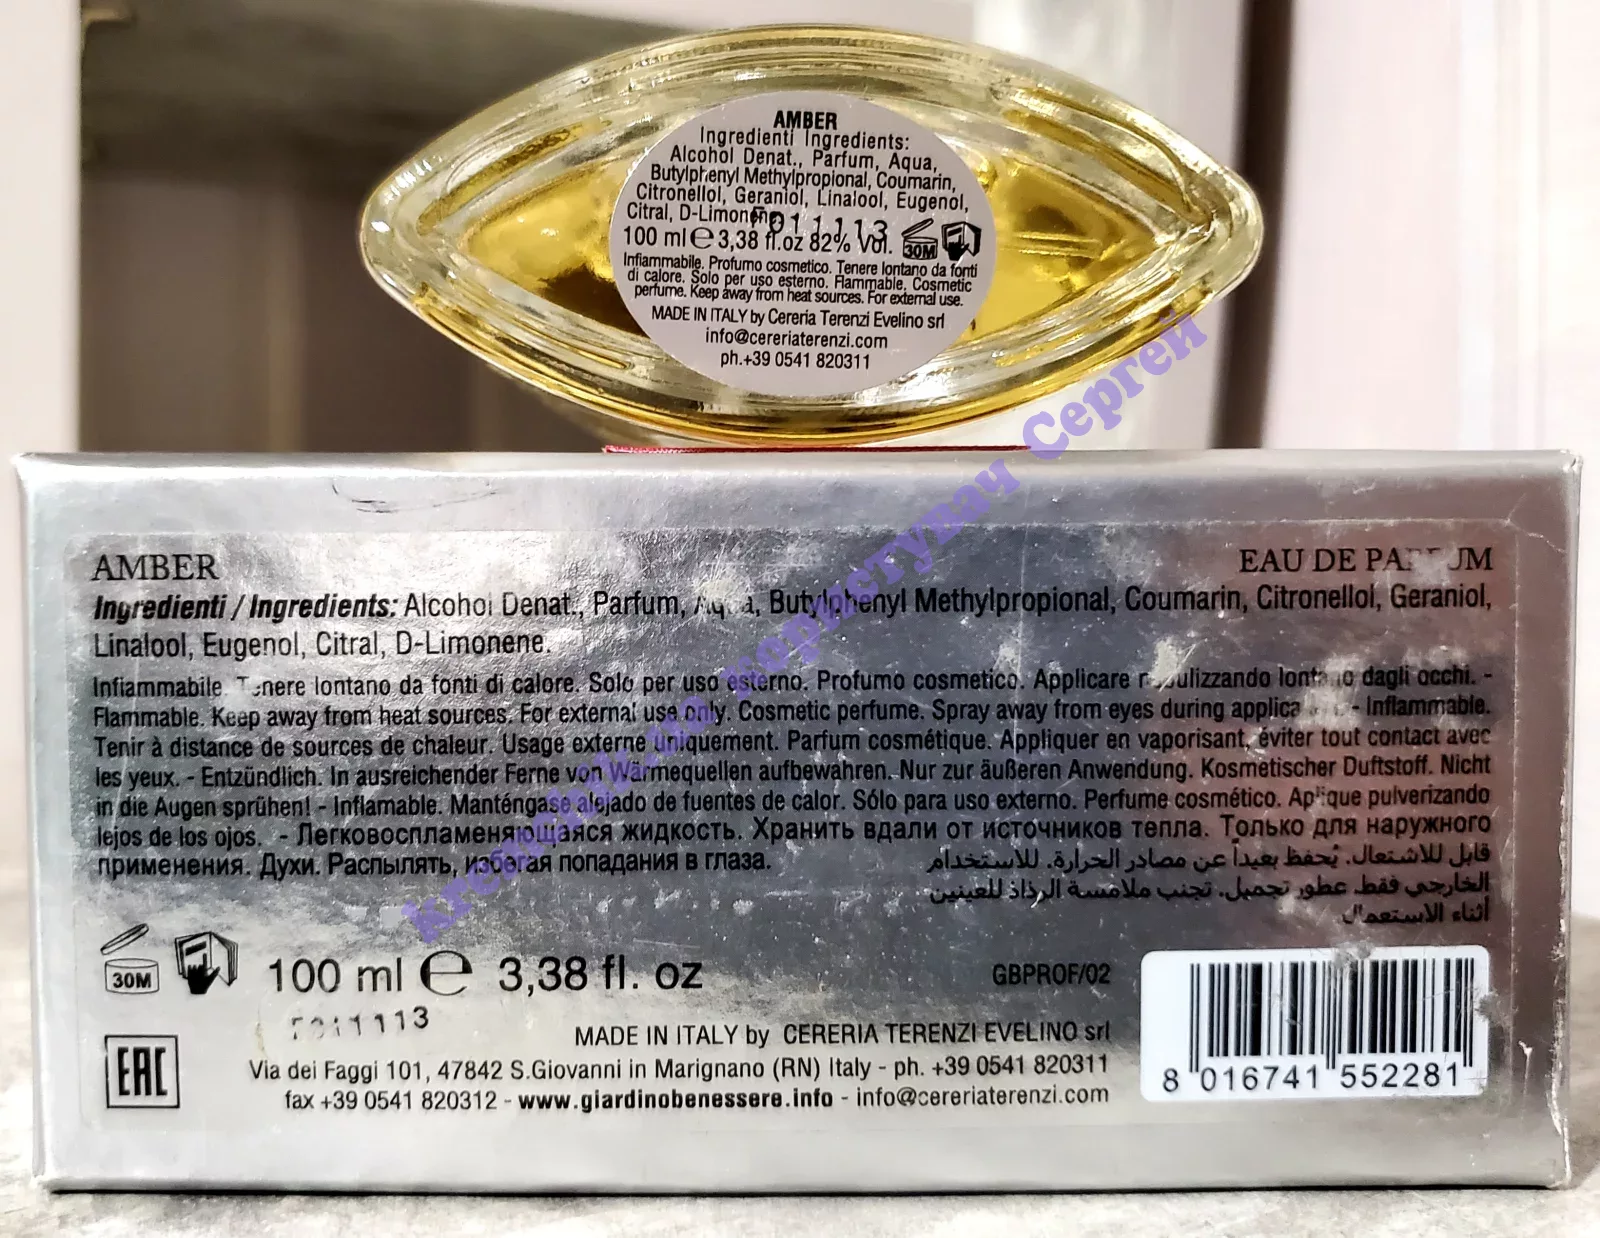 AMBER
Ingredienti Ingredients:
Alcohol Denat., Parfum, Aqua,
Butylphenyl Methylpropional, Coumarin,
Citronellol, Geraniol, Linalool, Eugenol,
Citral, D-Limonene
F011113
100 ml e 3,38 fl.oz 82% Vol. 30M
Infiammabile. Profumo cosmetico. Tenere lontano da fonti
di calore. Solo per uso esterno. Flammable. Cosmetic
perfume. Keep away from heat sources. For external use.
MADE IN ITALY by Cereria Terenzi Evelino srl
info@cereriaterenzi.com
ph.+39 0541 820311
AMBER EAU DE PARFUM
Ingredienti / Ingredients: Alcohol Denat., Parfum, Aqua, Butylphenyl Methylpropional, Coumarin, Citronellol, Geraniol,
Linalool, Eugenol, Citral, D-Limonene.
Infiammabile. Tenere lontano da fonti di calore. Solo per uso esterno. Profumo cosmetico. Applicare nebulizzando lontano dagli occhi. -
Flammable. Keep away from heat sources. For external use only. Cosmetic perfume. Spray away from eyes during application. - Inflammable.
Tenir à distance de sources de chaleur. Usage externe uniquement. Parfum cosmétique. Appliquer en vaporisant, éviter tout contact avec
les yeux. - Entzündlich. In ausreichender Ferne von Wärmequellen aufbewahren. Nur zur äußeren Anwendung. Kosmetischer Duftstoff. Nicht
in die Augen sprühen! - Inflamable. Manténgase alejado de fuentes de calor. Sólo para uso externo. Perfume cosmético. Aplique pulverizando
lejos de los ojos. - Легковоспламеняющаяся жидкость. Хранить вдали от источников тепла. Только для наружного
применения. Духи. Распылять, избегая попадания в глаза.
قابل للاشتعال. يُحفظ بعيداً عن مصادر الحرارة. للاستخدام
الخارجي فقط. عطور تجميل. تجنب ملامسة الرذاذ للعينين
أثناء الاستعمال
30M 100 ml e 3,38 fl. oz GBPROF/02
011113
MADE IN ITALY by CERERIA TERENZI EVELINO srl
EAC
Via dei Faggi 101, 47842 S.Giovanni in Marignano (RN) Italy - ph. +39 0541 820311
fax +39 0541 820312 - www.giardinobenessere.info - info@cereriaterenzi.com
8 016741 552281
користувач Сергей